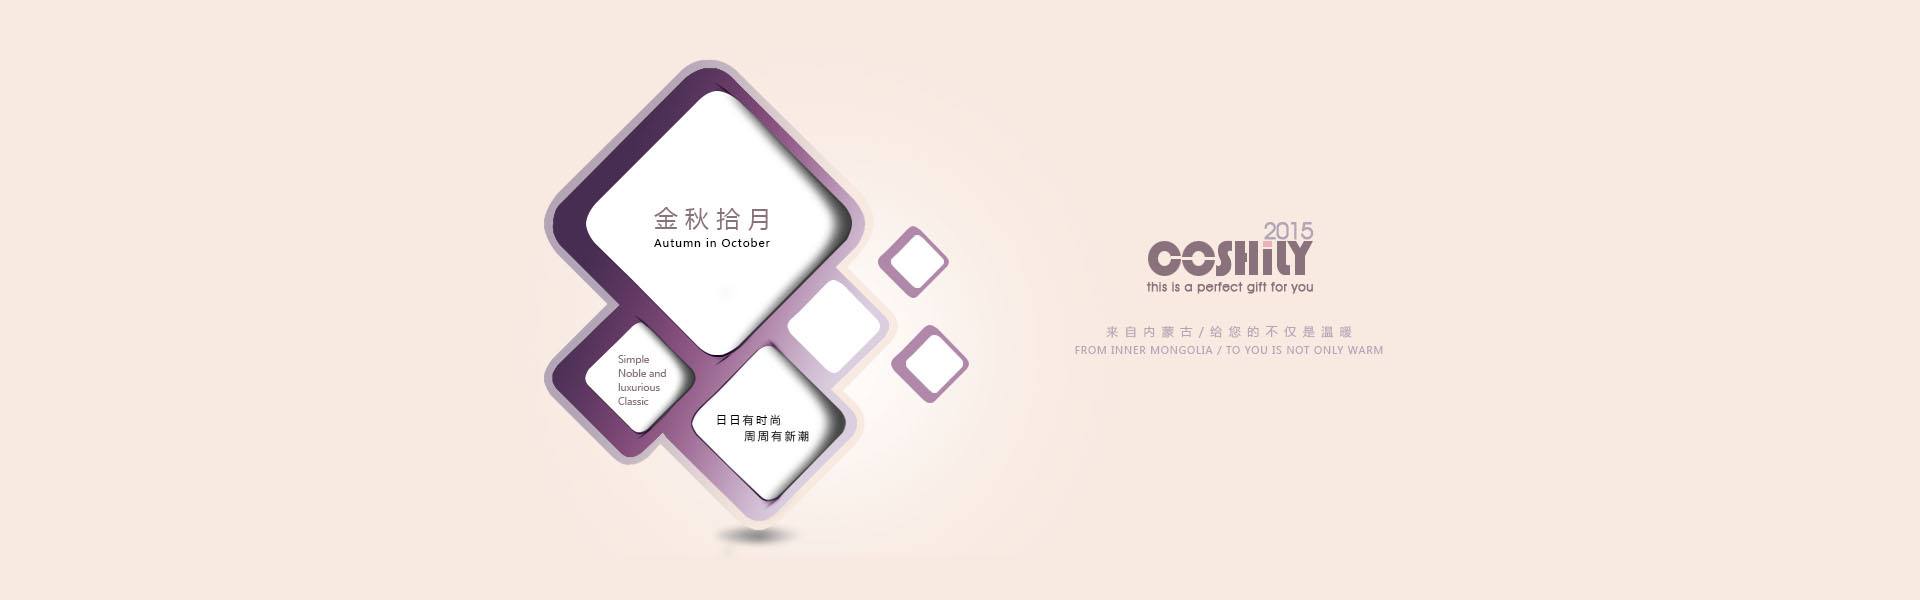 金秋拾月
Autumn in October
Simple
Noble and
luxurious
Classic
日日有时尚
周周有新潮
2015
COSHiLY
this is a perfect gift for you
来自内蒙古/给您的不仅是温暖
FROM INNER MONGOLIA / TO YOU IS NOT ONLY WARM